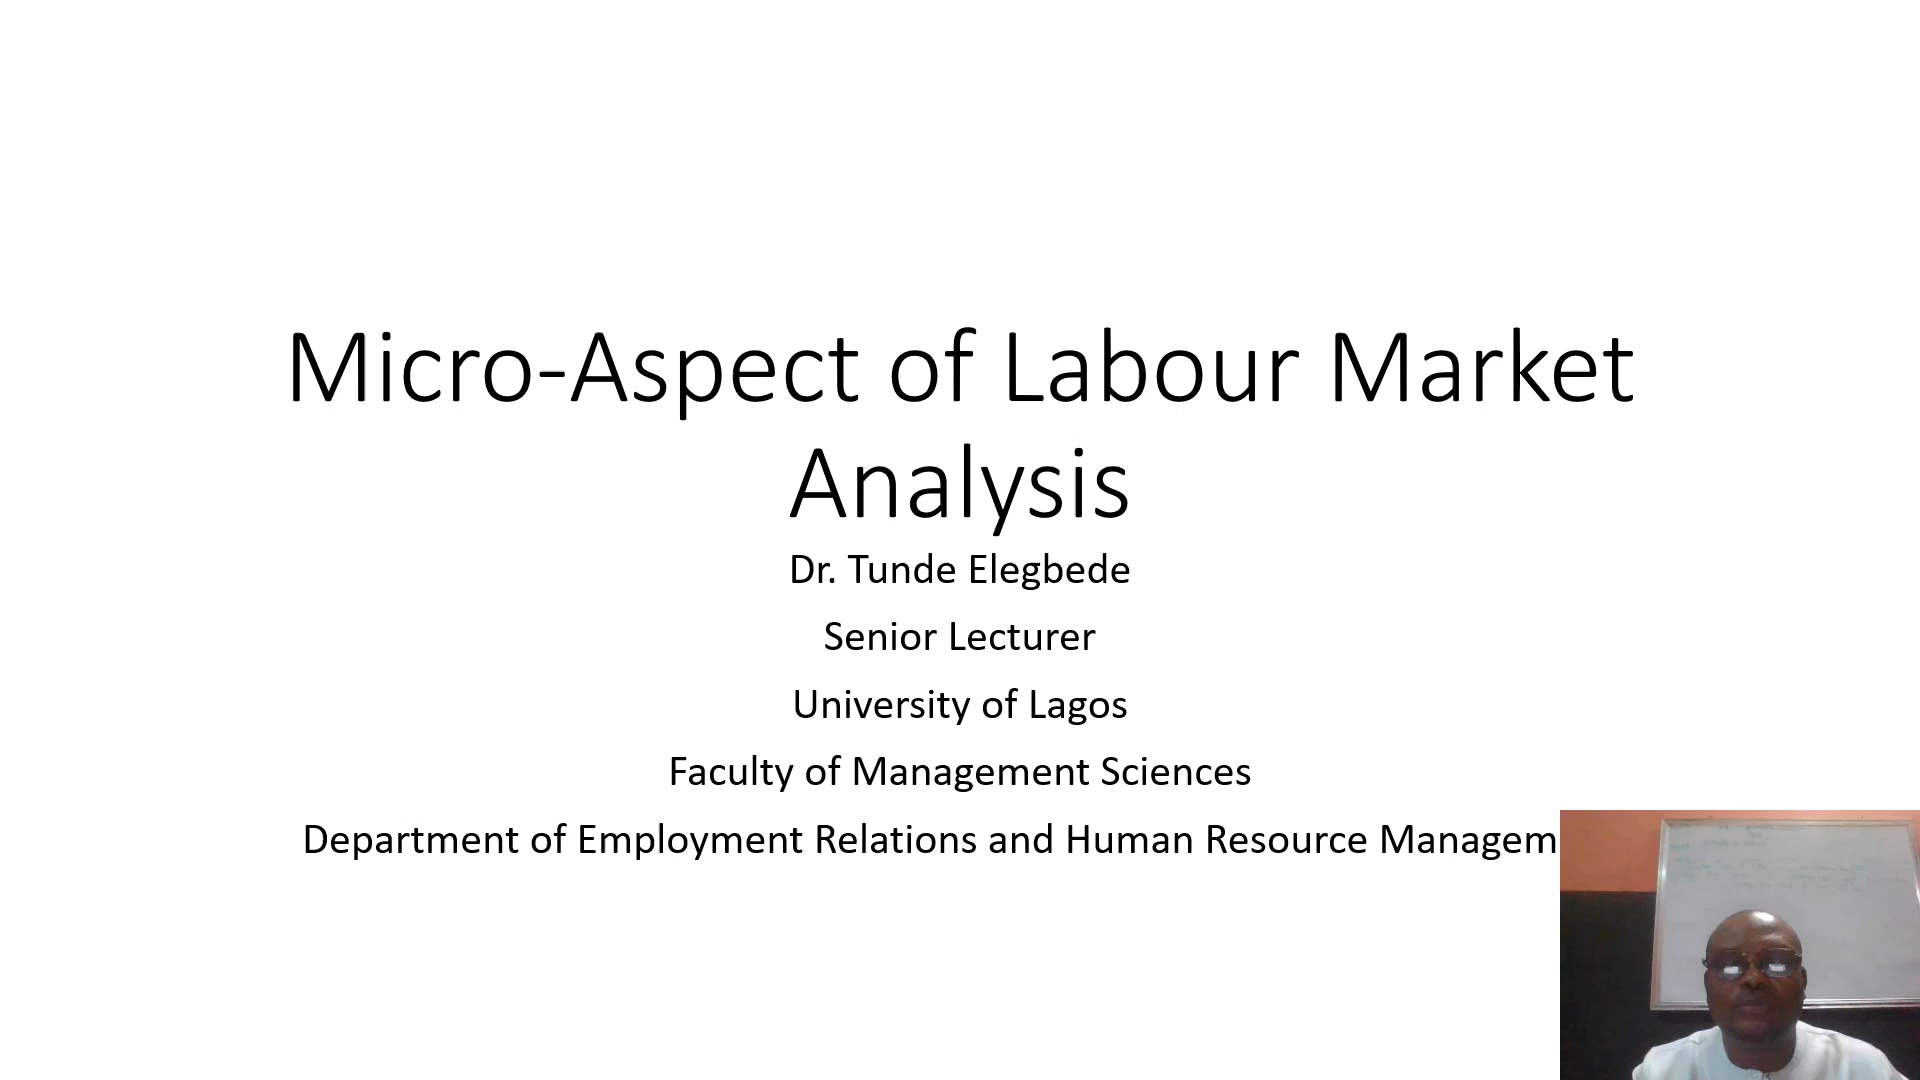 Micro-Aspect of Labour Market
Analysis
Dr. Tunde Elegbede
Senior Lecturer
University of Lagos
Faculty of Management Sciences
Department of Employment Relations and Human Resource Managem